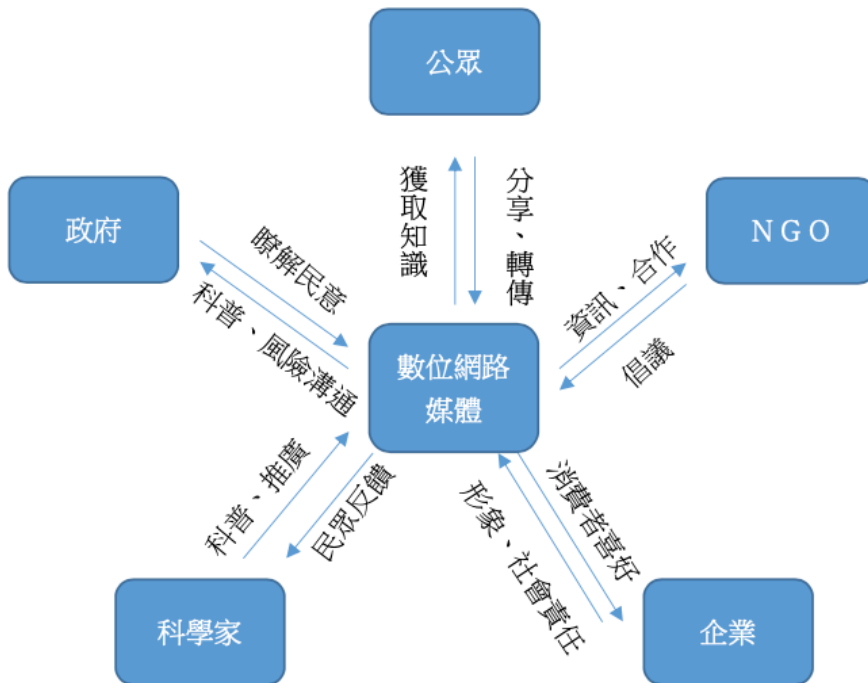 公眾
政府
N G O
獲取知識
分享、轉傳
瞭解民意
科普、風險溝通
資訊、合作
倡議
數位網路
媒體
科普、推廣
民眾反饋
形象、社會責任
消費者喜好
科學家
企業